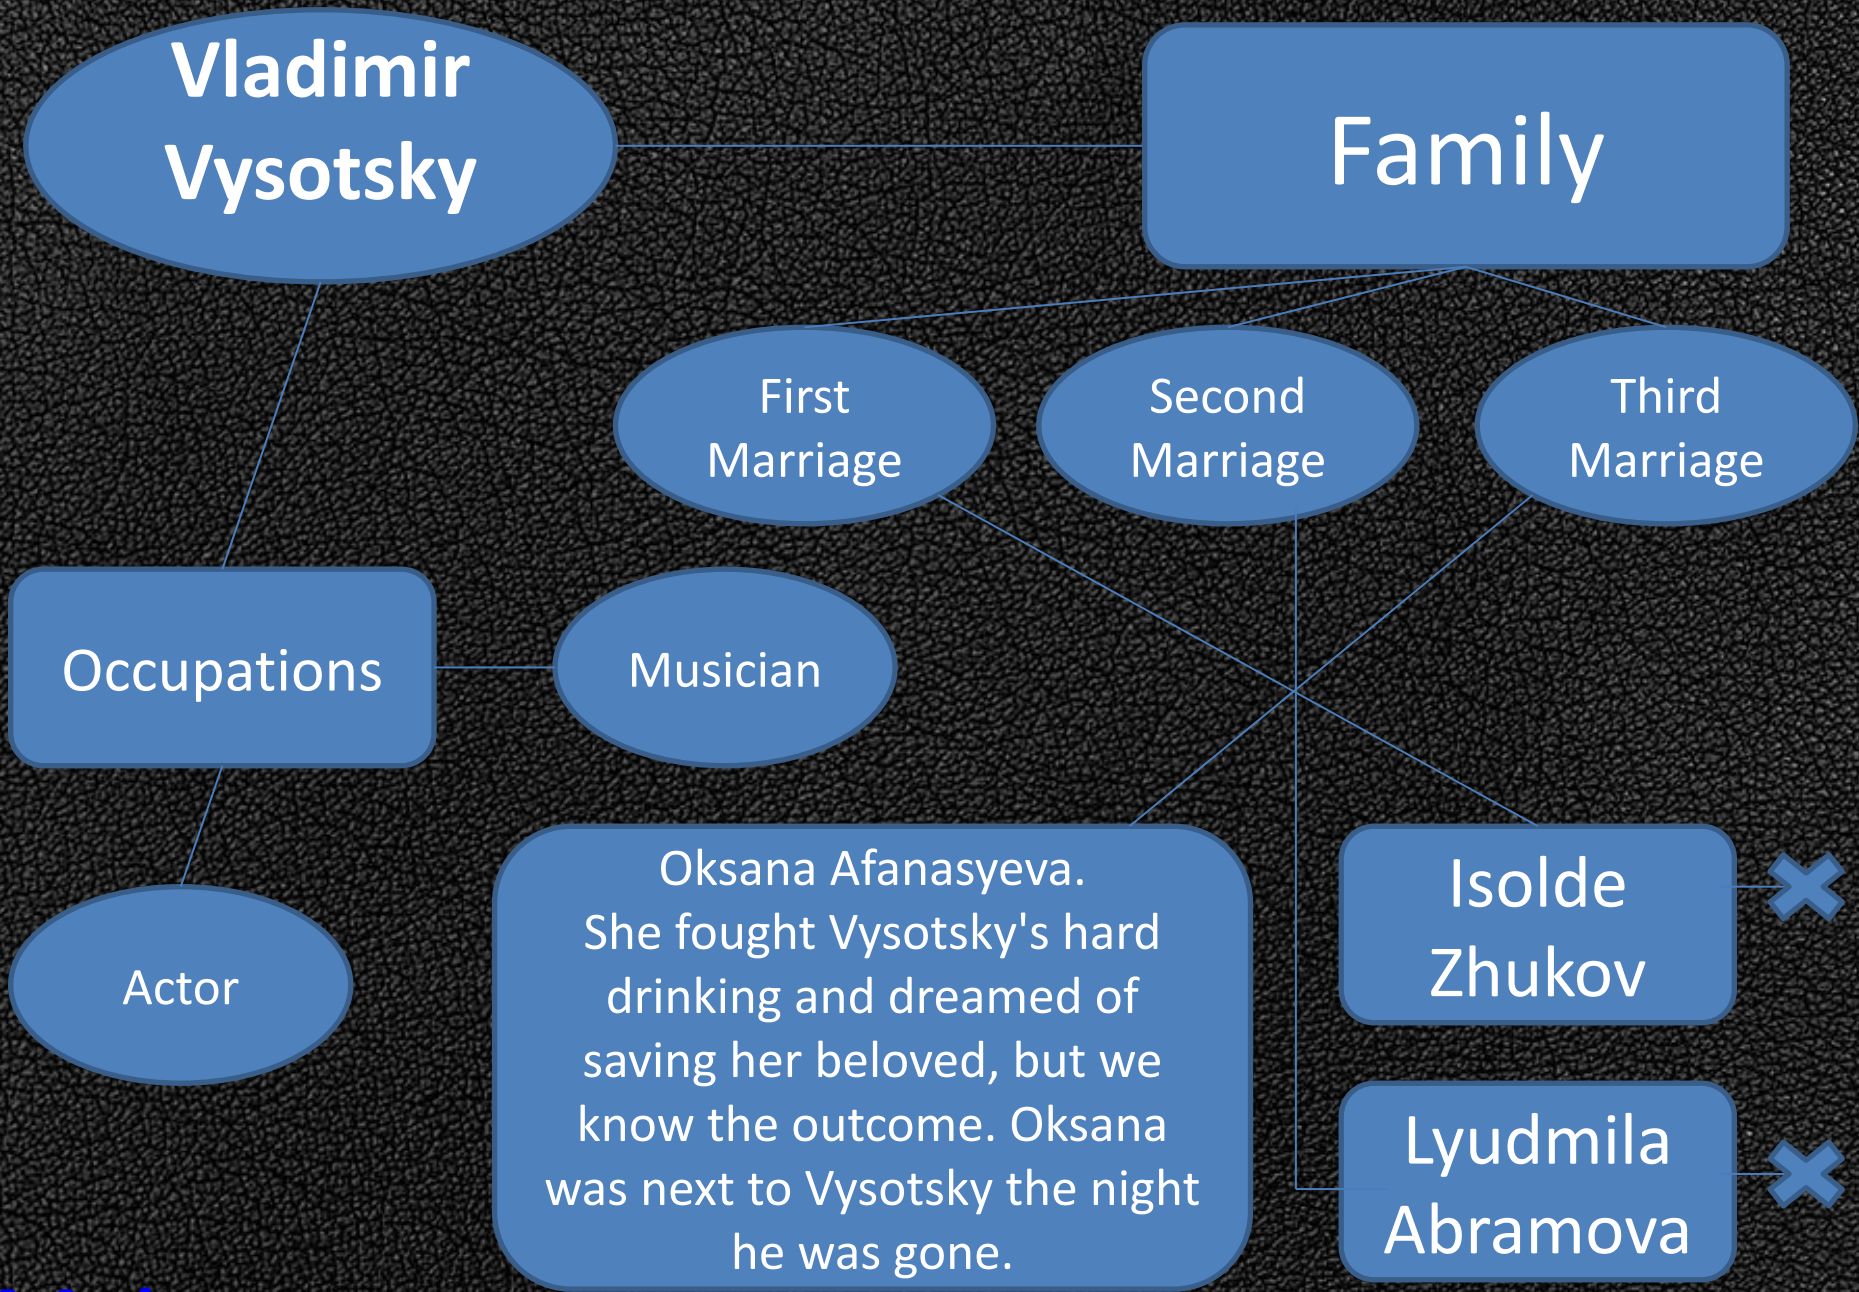 Vladimir
Vysotsky
Family
First
Marriage
Second
Marriage
Third
Marriage
Occupations
Musician
Actor
Oksana Afanasyeva.
She fought Vysotsky's hard
drinking and dreamed of
saving her beloved, but we
know the outcome. Oksana
was next to Vysotsky the night
he was gone.
Isolde
Zhukov
Lyudmila
Abramova